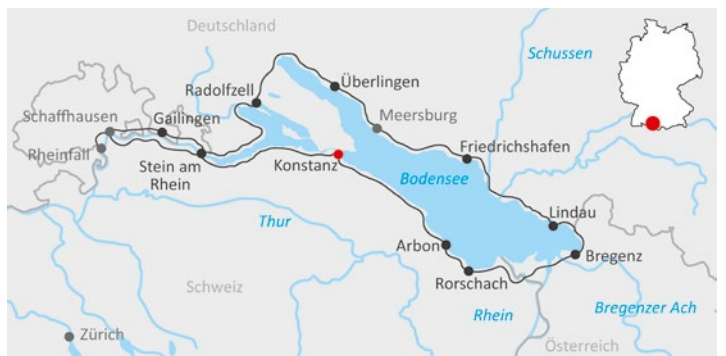 Deutschland
Schussen
Überlingen
Radolfzell
Schaffhausen
Gailingen
Meersburg
Rheinfall
Friedrichshafen
Stein am
Rhein
Konstanz
Bodensee
Thur
Lindau
Arbon
Bregenz
Rorschach
Schweiz
Rhein
Bregenzer Ach
Zürich
Österreich